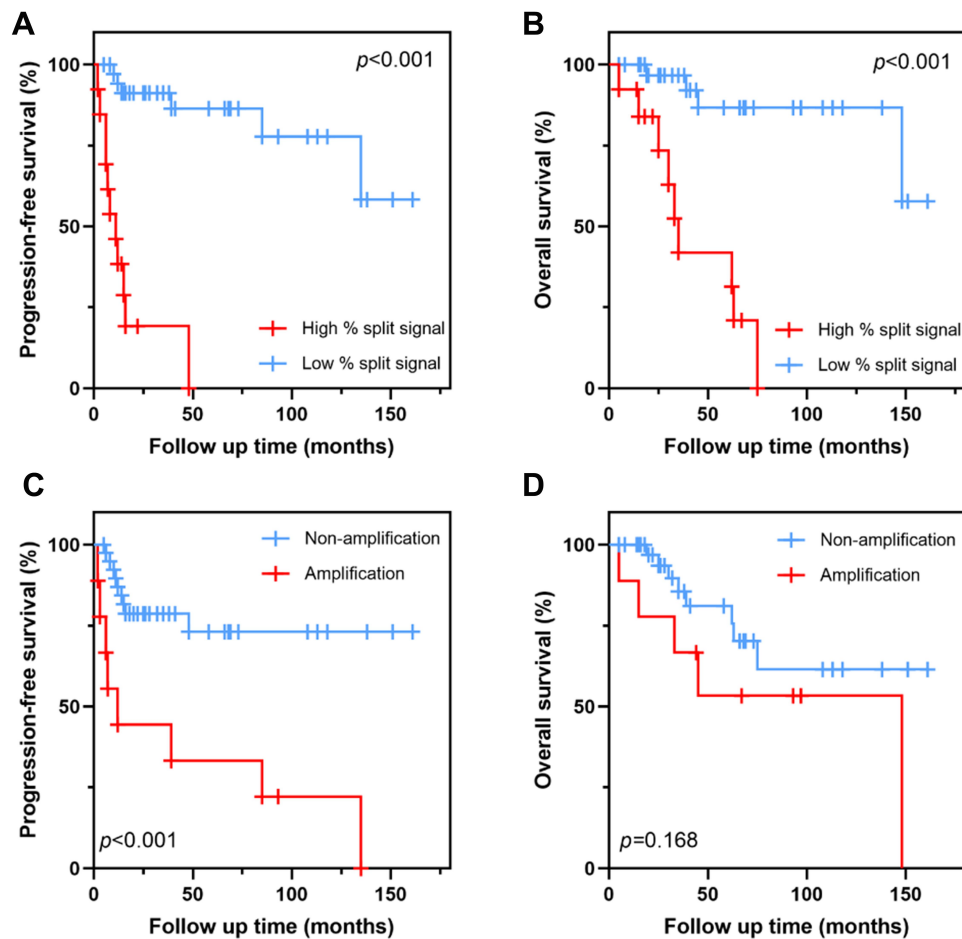 A
Progression-free survival (%)
100
50
0
p<0.001
High % split signal
Low % split signal
0
50
100
150
Follow up time (months)
B
Overall survival (%)
100
50
0
p<0.001
High % split signal
Low % split signal
0
50
100
150
Follow up time (months)
C
Progression-free survival (%)
100
50
0
Non-amplification
Amplification
p<0.001
0
50
100
150
Follow up time (months)
D
Overall survival (%)
100
50
0
Non-amplification
Amplification
p=0.168
0
50
100
150
Follow up time (months)